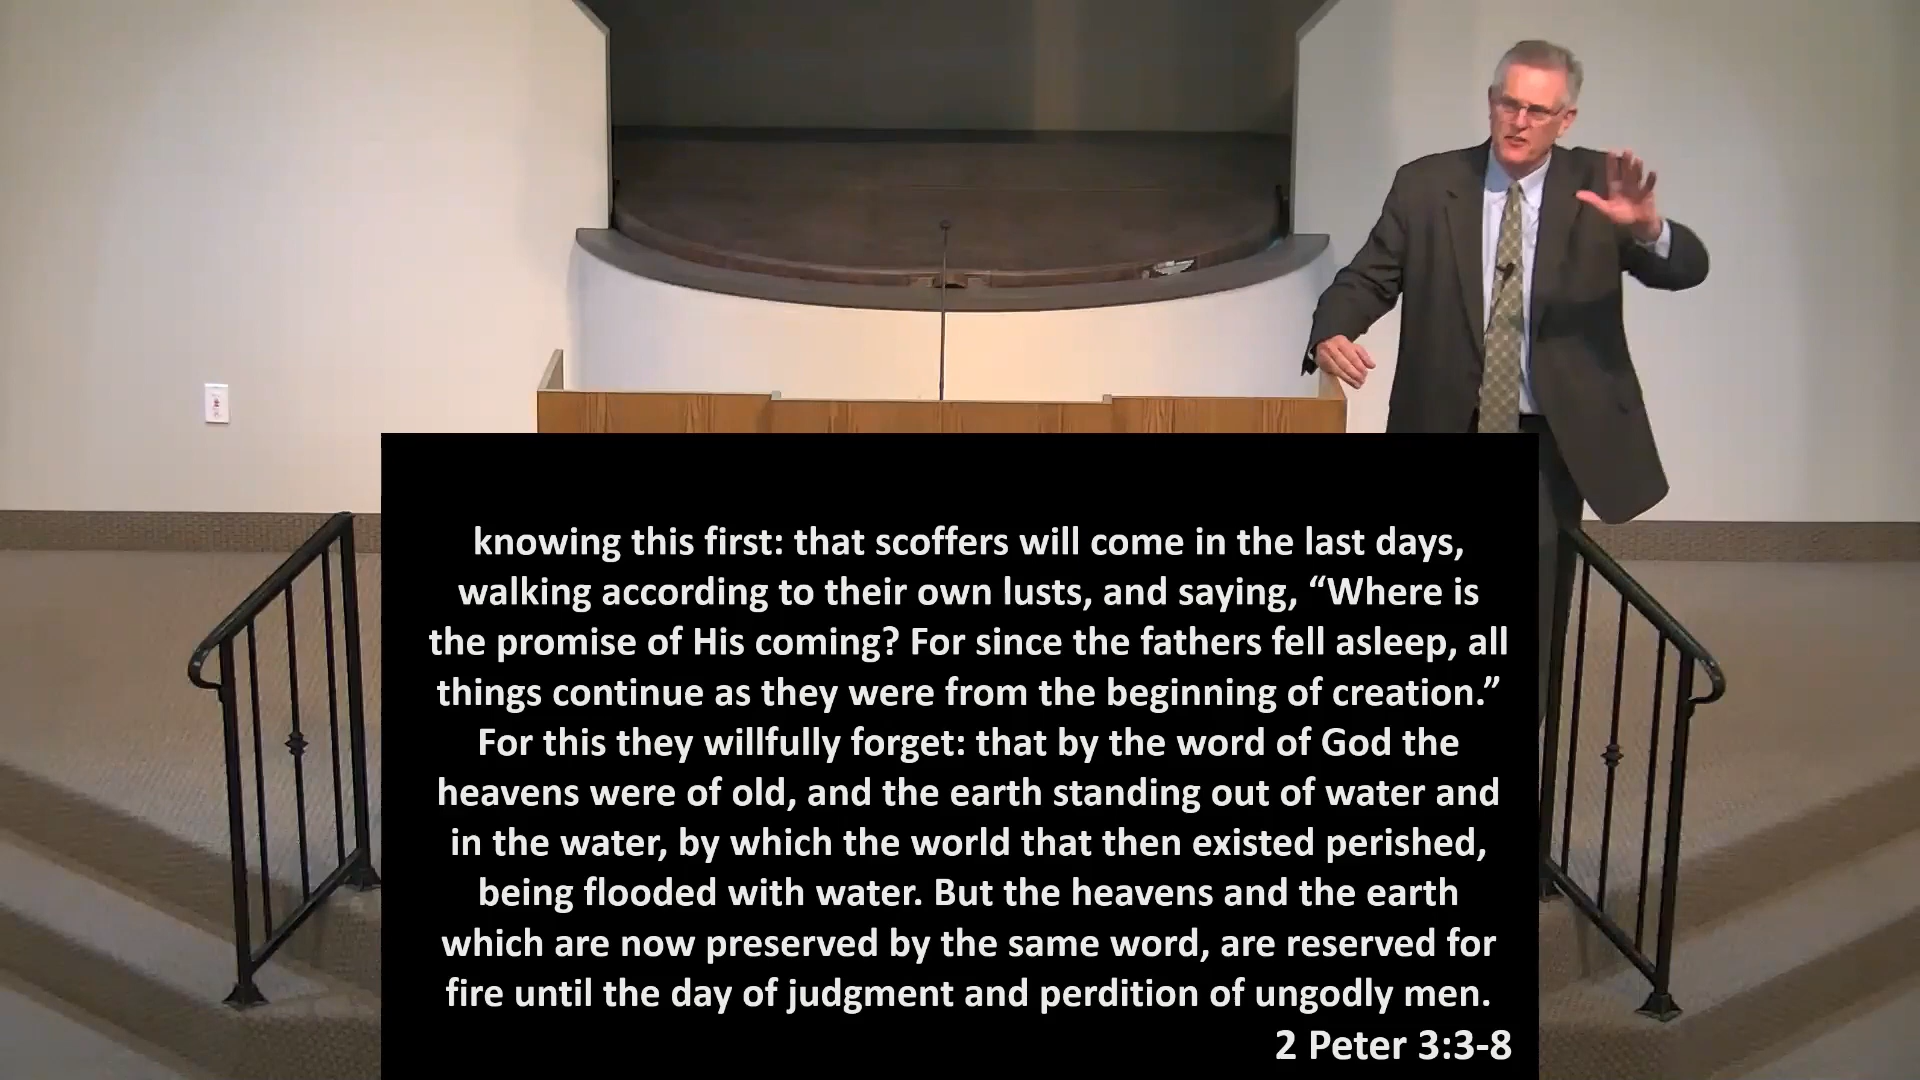 knowing this first: that scoffers will come in the last days,
walking according to their own lusts, and saying, “Where is
the promise of His coming? For since the fathers fell asleep, all
things continue as they were from the beginning of creation.”
For this they willfully forget: that by the word of God the
heavens were of old, and the earth standing out of water and
in the water, by which the world that then existed perished,
being flooded with water. But the heavens and the earth
which are now preserved by the same word, are reserved for
fire until the day of judgment and perdition of ungodly men.
2 Peter 3:3-8